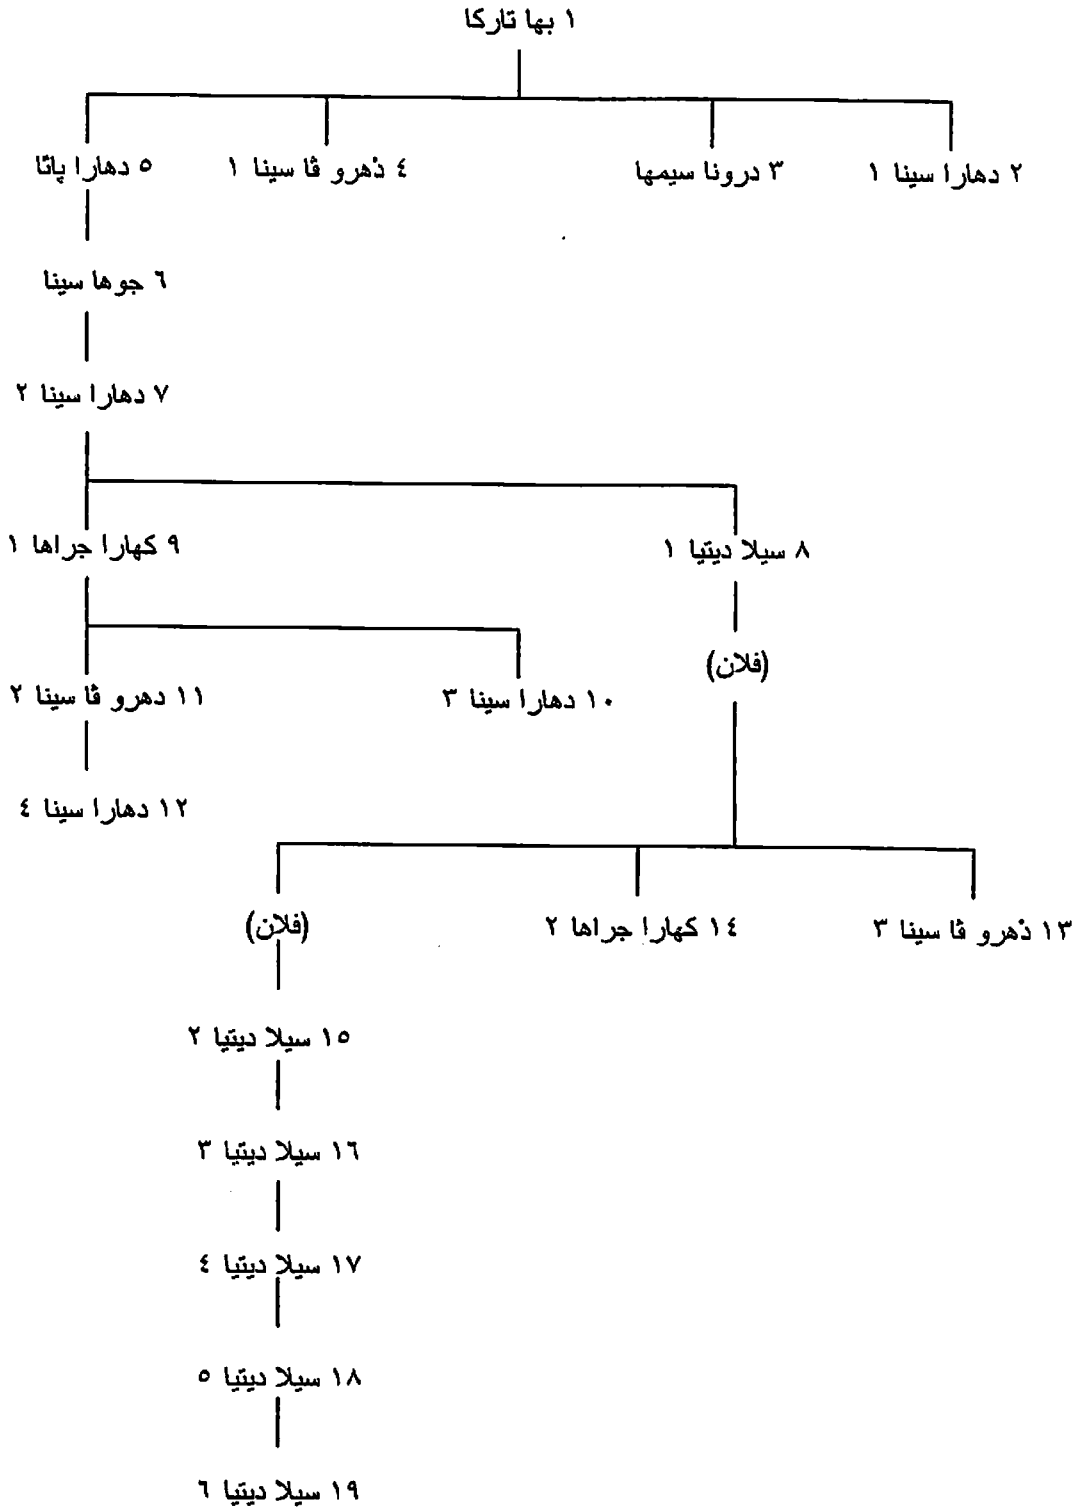 ١ بها تاركا
٢ دهارا سينا ١
٣ درونا سيمها
٤ ذهرو ڤا سينا ١
٥ دهارا پاتا
٦ جوها سينا
٧ دهارا سينا ٢
٨ سيلا ديتيا ١
٩ كهارا جراها ١
(فلان)
١٠ دهارا سينا ٣
١١ دهرو ڤا سينا ٢
١٢ دهارا سينا ٤
١٣ ذهرو ڤا سينا ٣
١٤ كهارا جراها ٢
(فلان)
١٥ سيلا ديتيا ٢
١٦ سيلا ديتيا ٣
١٧ سيلا ديتيا ٤
١٨ سيلا ديتيا ٥
١٩ سيلا ديتيا ٦